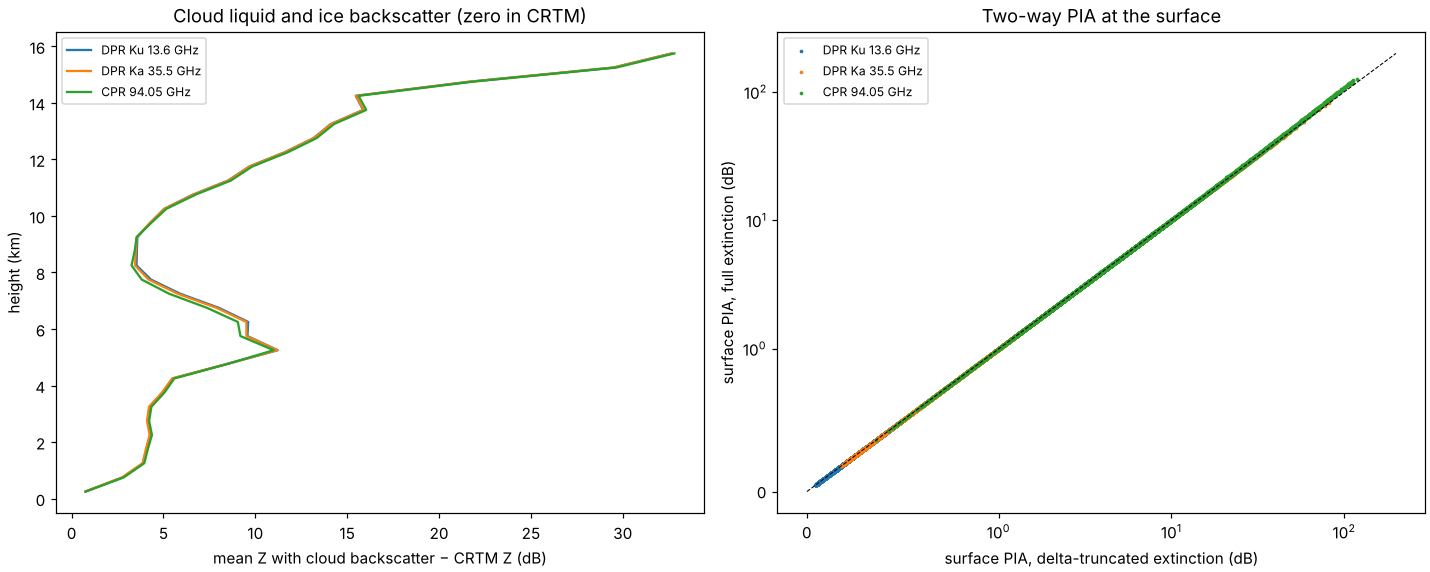 Cloud liquid and ice backscatter (zero in CRTM)
DPR Ku 13.6 GHz
DPR Ka 35.5 GHz
CPR 94.05 GHz
16
14
12
10
8
6
4
2
0
height (km)
0 5 10 15 20 25 30
mean Z with cloud backscatter − CRTM Z (dB)
Two-way PIA at the surface
DPR Ku 13.6 GHz
DPR Ka 35.5 GHz
CPR 94.05 GHz
10²
10¹
10⁰
0
surface PIA, full extinction (dB)
0 10⁰ 10¹ 10²
surface PIA, delta-truncated extinction (dB)